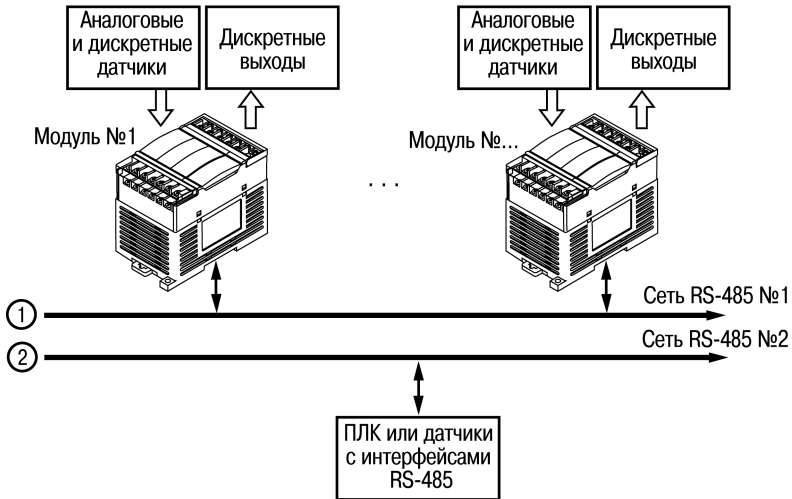 Аналоговые
и дискретные
датчики
Дискретные
выходы
Аналоговые
и дискретные
датчики
Дискретные
выходы
Модуль №1
Модуль №...
. . .
Сеть RS-485 №1
1
Сеть RS-485 №2
2
ПЛК или датчики
с интерфейсами
RS-485